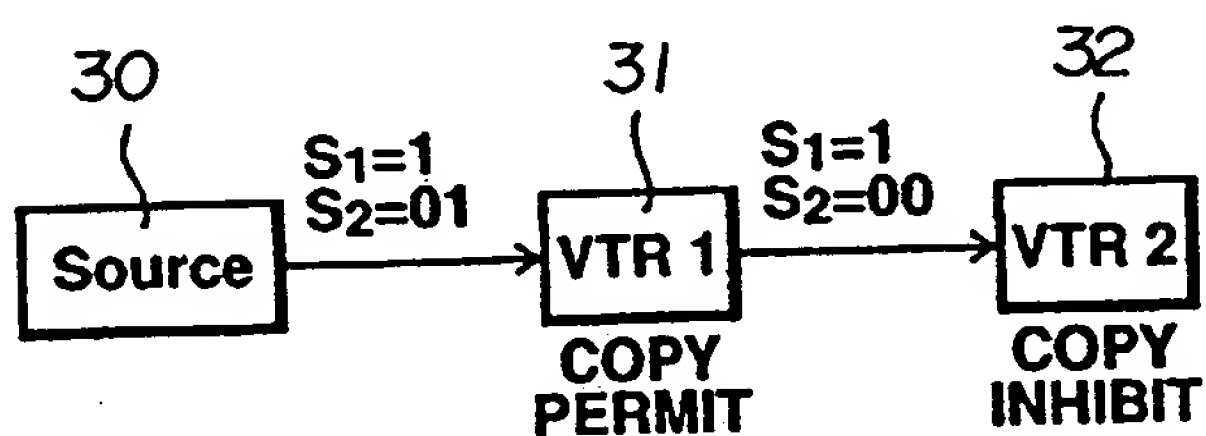 30
31
32
S1=1
S2=01
S1=1
S2=00
Source
VTR 1
VTR 2
COPY
PERMIT
COPY
INHIBIT